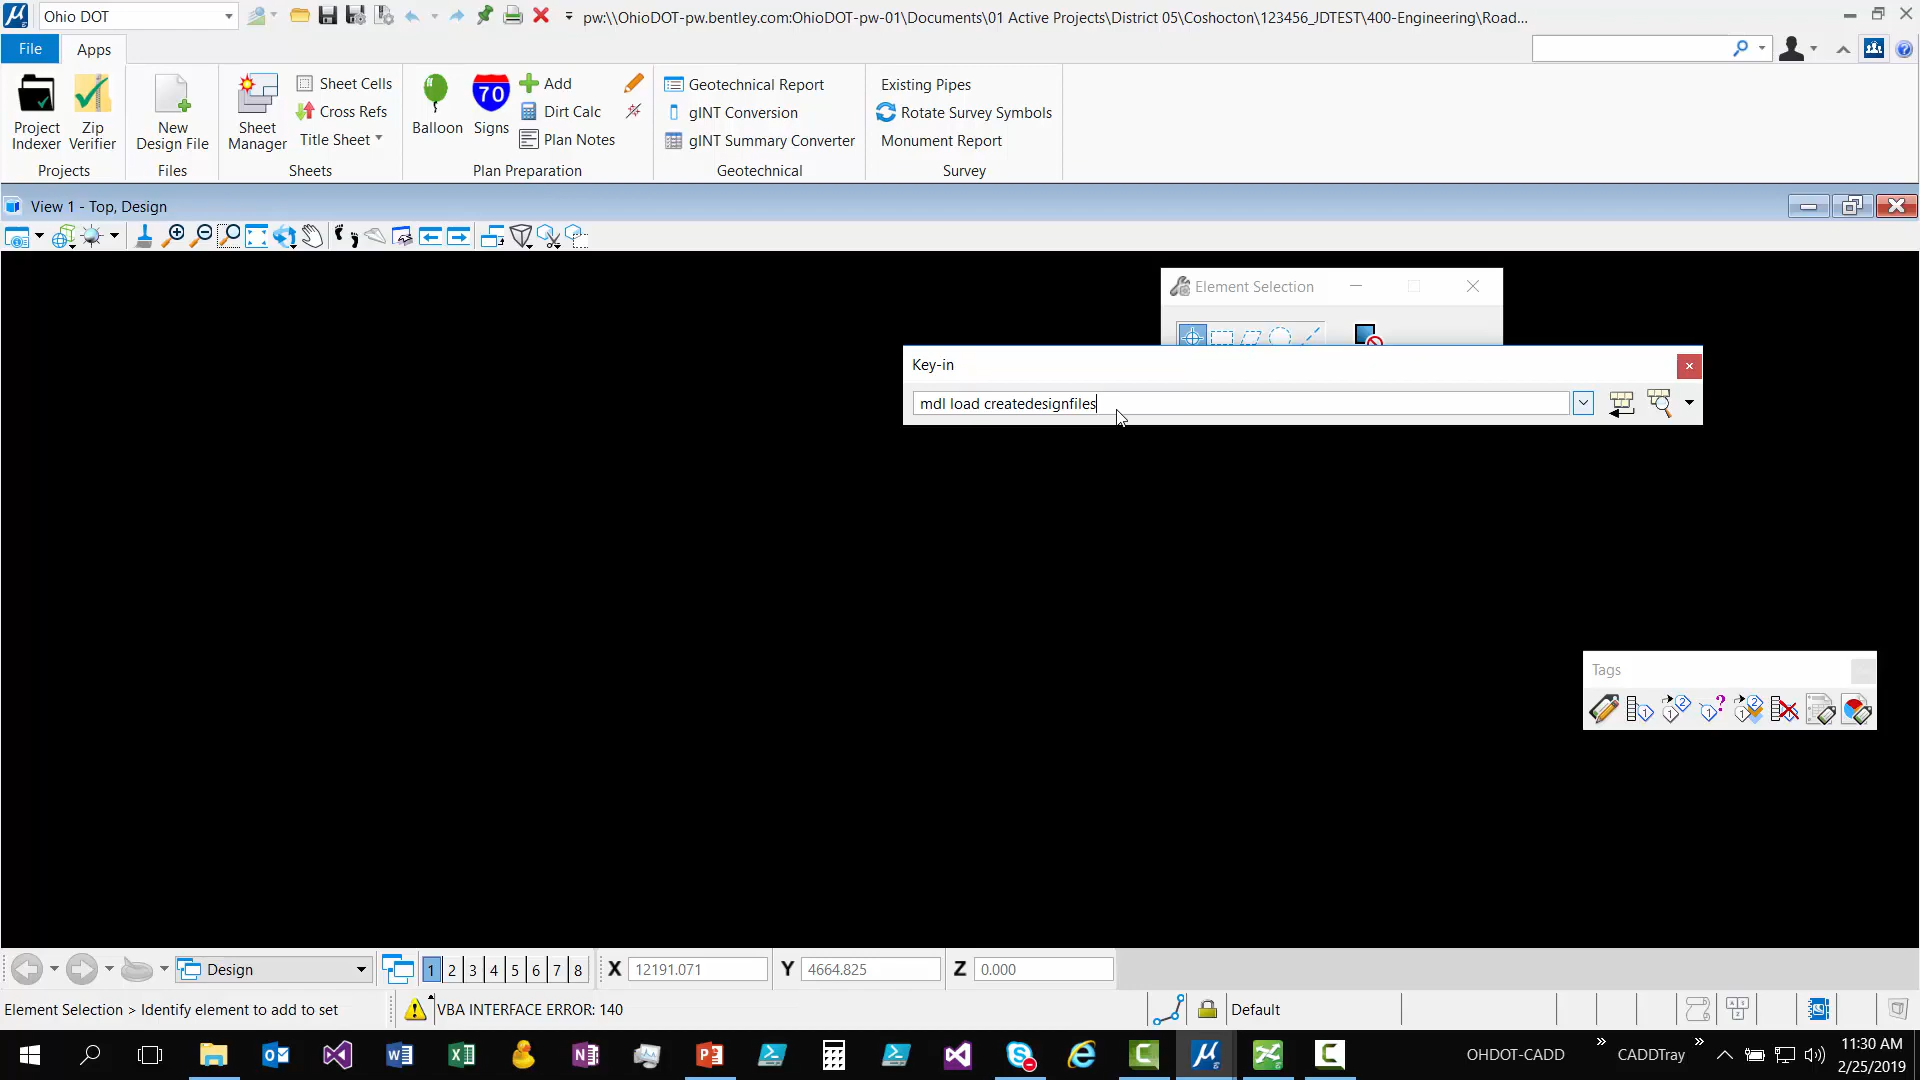 Ohio DOT
pw:\\OhioDOT-pw.bentley.com:OhioDOT-pw-01\Documents\01 Active Projects\District 05\Coshocton\123456_JDTEST\400-Engineering\Road...
File
Apps
Project Indexer
Zip Verifier
Projects
New Design File
Files
Sheet Manager
Sheet Cells
Cross Refs
Title Sheet
Sheets
Balloon
70
Signs
Add
Dirt Calc
Plan Notes
Plan Preparation
Geotechnical Report
gINT Conversion
gINT Summary Converter
Geotechnical
Existing Pipes
Rotate Survey Symbols
Monument Report
Survey
View 1 - Top, Design
Element Selection
Key-in
mdl load createdesignfiles
Tags
Design
1 2 3 4 5 6 7 8
X 12191.071
Y 4664.825
Z 0.000
Element Selection > Identify element to add to set
VBA INTERFACE ERROR: 140
Default
OHDOT-CADD
CADDTray
11:30 AM
2/25/2019